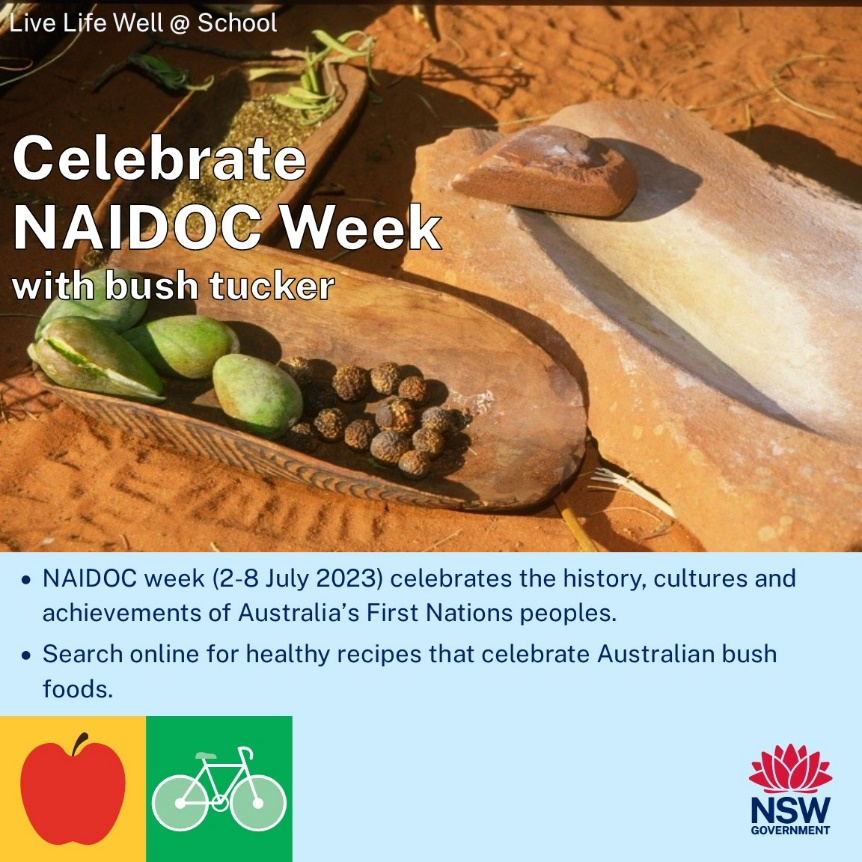 Live Life Well @ School
Celebrate
NAIDOC Week
with bush tucker
• NAIDOC week (2-8 July 2023) celebrates the history, cultures and
achievements of Australia’s First Nations peoples.
• Search online for healthy recipes that celebrate Australian bush
foods.
NSW
GOVERNMENT